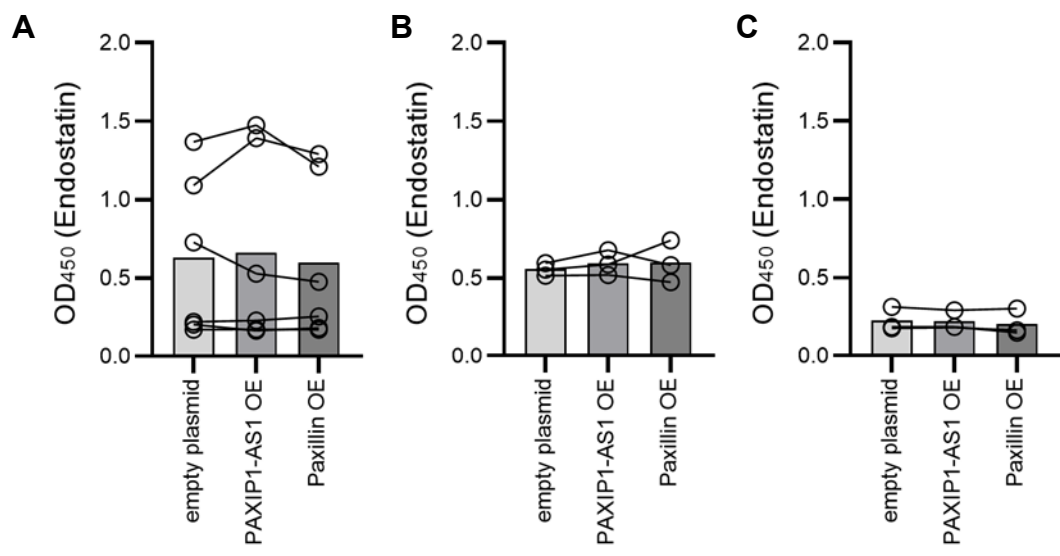 A
OD450 (Endostatin)
2.0
1.5
1.0
0.5
0.0
empty plasmid
PAXIP1-AS1 OE
Paxillin OE
B
OD450 (Endostatin)
2.0
1.5
1.0
0.5
0.0
empty plasmid
PAXIP1-AS1 OE
Paxillin OE
C
OD450 (Endostatin)
2.0
1.5
1.0
0.5
0.0
empty plasmid
PAXIP1-AS1 OE
Paxillin OE